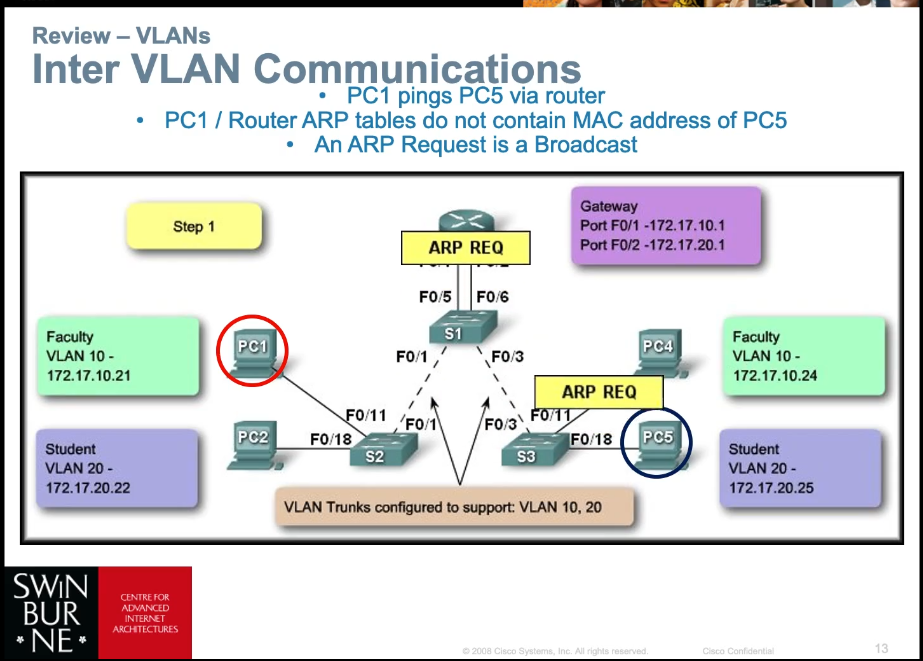 Review – VLANs
Inter VLAN Communications
• PC1 pings PC5 via router
• PC1 / Router ARP tables do not contain MAC address of PC5
• An ARP Request is a Broadcast
Step 1
ARP REQ
Gateway
Port F0/1 -172.17.10.1
Port F0/2 -172.17.20.1
F0/5
F0/6
S1
Faculty
VLAN 10 -
172.17.10.21
PC1
F0/1
F0/3
PC4
Faculty
VLAN 10 -
172.17.10.24
ARP REQ
F0/11
F0/1
F0/3
F0/11
Student
VLAN 20 -
172.17.20.22
PC2
F0/18
S2
S3
F0/18
PC5
Student
VLAN 20 -
172.17.20.25
VLAN Trunks configured to support: VLAN 10, 20
SWIN
BUR
* NE *
CENTRE FOR
ADVANCED
INTERNET
ARCHITECTURES
© 2008 Cisco Systems, Inc. All rights reserved.
Cisco Confidential
13